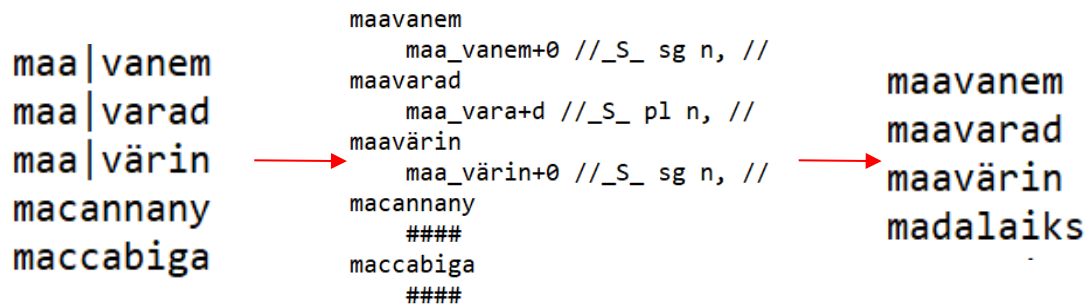 maa|vanem
maa|varad
maa|värin
macannany
maccabiga
maavanem
maa_vanem+0 //_S_ sg n, //
maavarad
maa_vara+d //_S_ pl n, //
maavärin
maa_värin+0 //_S_ sg n, //
macannany
####
maccabiga
####
maavanem
maavarad
maavärin
madalaiks